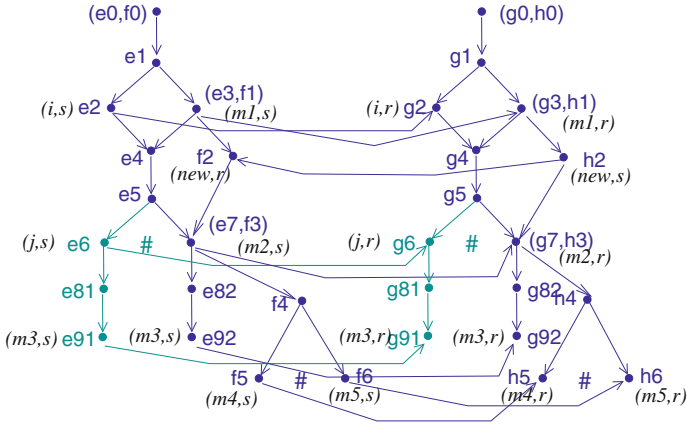 (e0,f0) (g0,h0)
e1 g1
(i,s) e2 (e3,f1) (m1,s) (i,r) g2 (g3,h1) (m1,r)
e4 f2 (new,r) g4 h2 (new,s)
e5 g5
(j,s) e6 # (e7,f3) (m2,s) (j,r) g6 # (g7,h3) (m2,r)
e81 e82 f4 g81 g82 h4
(m3,s) e91 (m3,s) e92 (m3,r) g91 (m3,r) g92
f5 # f6 h5 # h6
(m4,s) (m5,s) (m4,r) (m5,r)